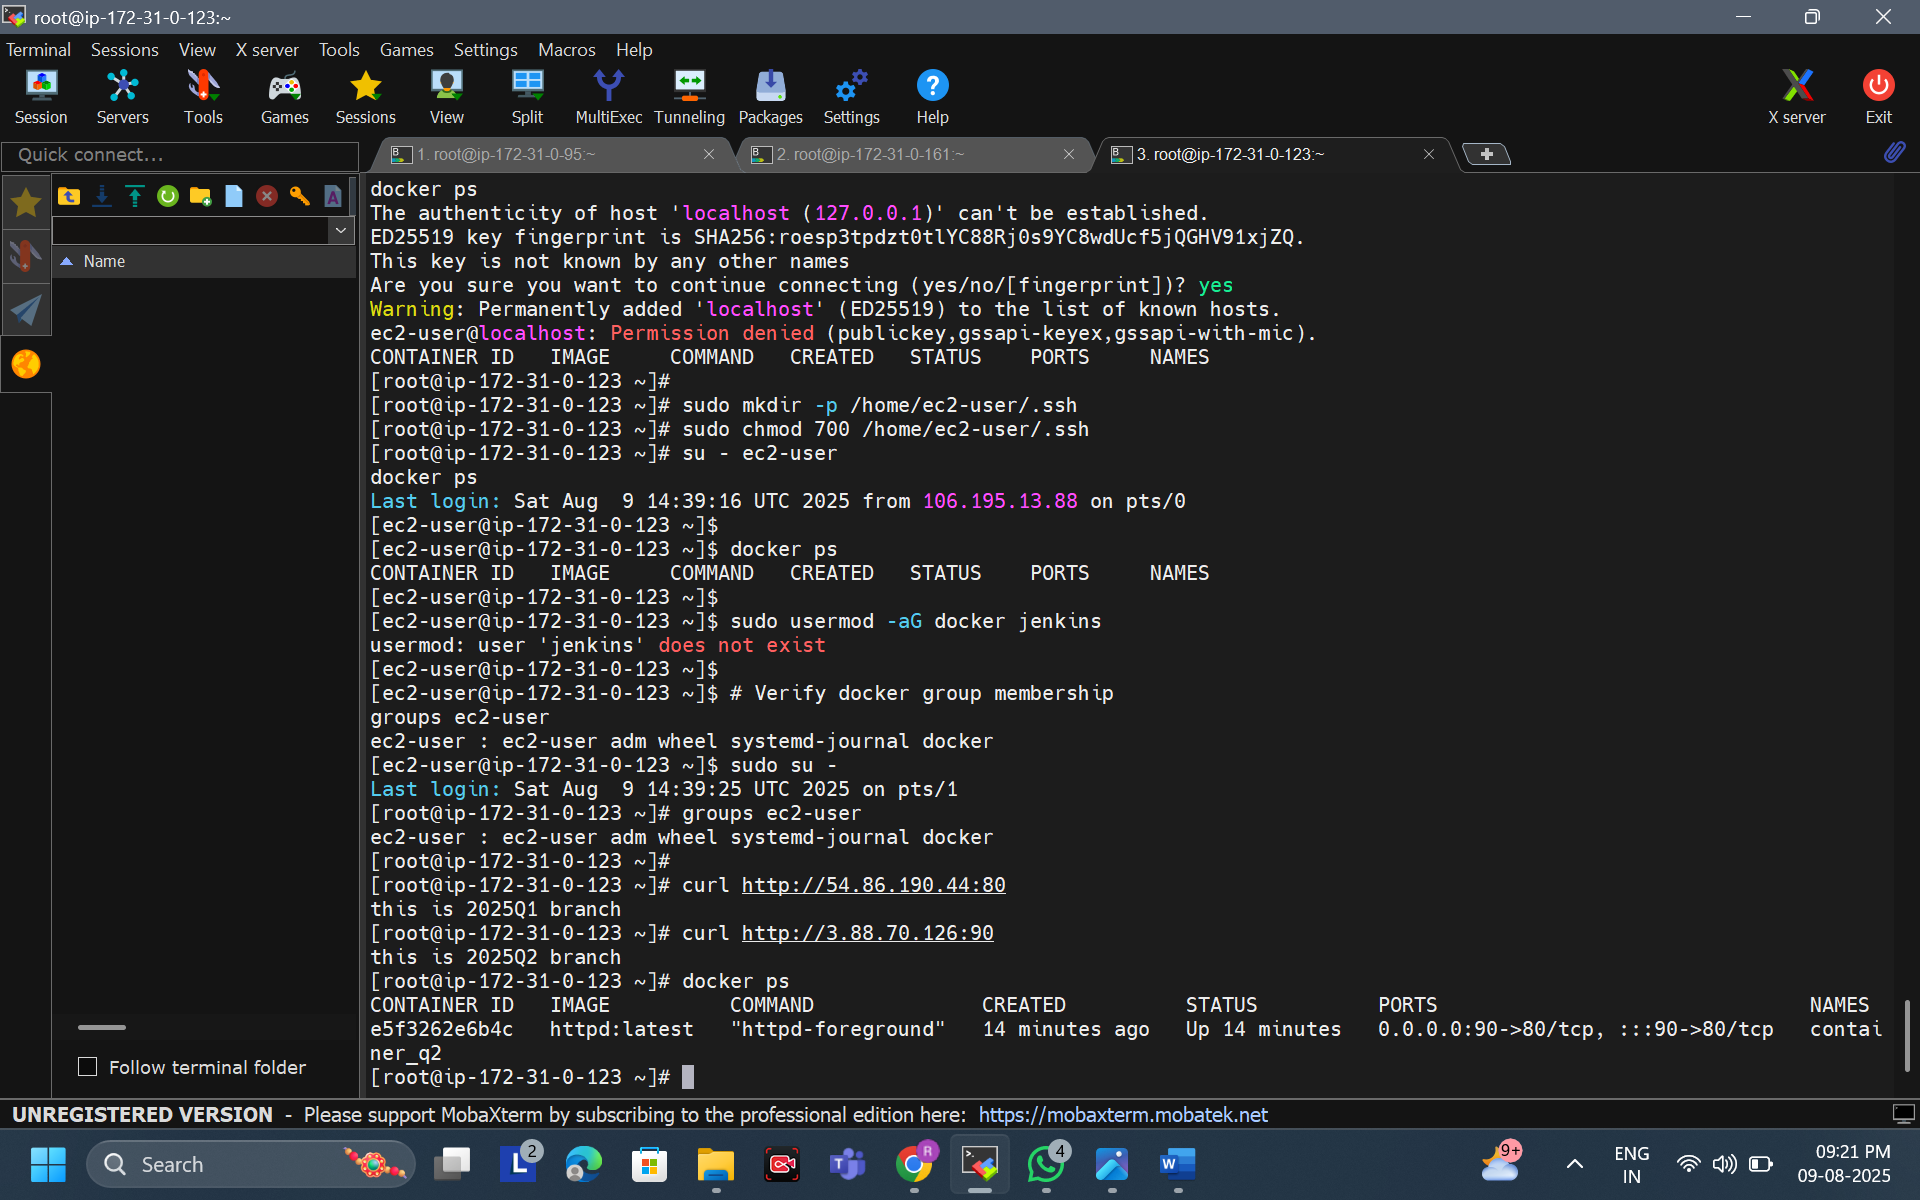 root@ip-172-31-0-123:~
Terminal Sessions View X server Tools Games Settings Macros Help
Session Servers Tools Games Sessions View Split MultiExec Tunneling Packages Settings Help X server Exit
Quick connect...
1. root@ip-172-31-0-95:~ 2. root@ip-172-31-0-161:~ 3. root@ip-172-31-0-123:~
Name
docker ps
The authenticity of host 'localhost (127.0.0.1)' can't be established.
ED25519 key fingerprint is SHA256:roesp3tpdzt0tlYC88Rj0s9YC8wdUcf5jQGHV91xjZQ.
This key is not known by any other names
Are you sure you want to continue connecting (yes/no/[fingerprint])? yes
Warning: Permanently added 'localhost' (ED25519) to the list of known hosts.
ec2-user@localhost: Permission denied (publickey,gssapi-keyex,gssapi-with-mic).
CONTAINER ID IMAGE COMMAND CREATED STATUS PORTS NAMES
[root@ip-172-31-0-123 ~]#
[root@ip-172-31-0-123 ~]# sudo mkdir -p /home/ec2-user/.ssh
[root@ip-172-31-0-123 ~]# sudo chmod 700 /home/ec2-user/.ssh
[root@ip-172-31-0-123 ~]# su - ec2-user
docker ps
Last login: Sat Aug  9 14:39:16 UTC 2025 from 106.195.13.88 on pts/0
[ec2-user@ip-172-31-0-123 ~]$
[ec2-user@ip-172-31-0-123 ~]$ docker ps
CONTAINER ID IMAGE COMMAND CREATED STATUS PORTS NAMES
[ec2-user@ip-172-31-0-123 ~]$
[ec2-user@ip-172-31-0-123 ~]$ sudo usermod -aG docker jenkins
usermod: user 'jenkins' does not exist
[ec2-user@ip-172-31-0-123 ~]$
[ec2-user@ip-172-31-0-123 ~]$ # Verify docker group membership
groups ec2-user
ec2-user : ec2-user adm wheel systemd-journal docker
[ec2-user@ip-172-31-0-123 ~]$ sudo su -
Last login: Sat Aug  9 14:39:25 UTC 2025 on pts/1
[root@ip-172-31-0-123 ~]# groups ec2-user
ec2-user : ec2-user adm wheel systemd-journal docker
[root@ip-172-31-0-123 ~]#
[root@ip-172-31-0-123 ~]# curl http://54.86.190.44:80
this is 2025Q1 branch
[root@ip-172-31-0-123 ~]# curl http://3.88.70.126:90
this is 2025Q2 branch
[root@ip-172-31-0-123 ~]# docker ps
CONTAINER ID IMAGE COMMAND CREATED STATUS PORTS NAMES
e5f3262e6b4c httpd:latest "httpd-foreground" 14 minutes ago Up 14 minutes 0.0.0.0:90->80/tcp, :::90->80/tcp contai
ner_q2
[root@ip-172-31-0-123 ~]#
Follow terminal folder
UNREGISTERED VERSION - Please support MobaXterm by subscribing to the professional edition here: https://mobaxterm.mobatek.net
Search 2 R 4 9+ ENG IN 09:21 PM
09-08-2025